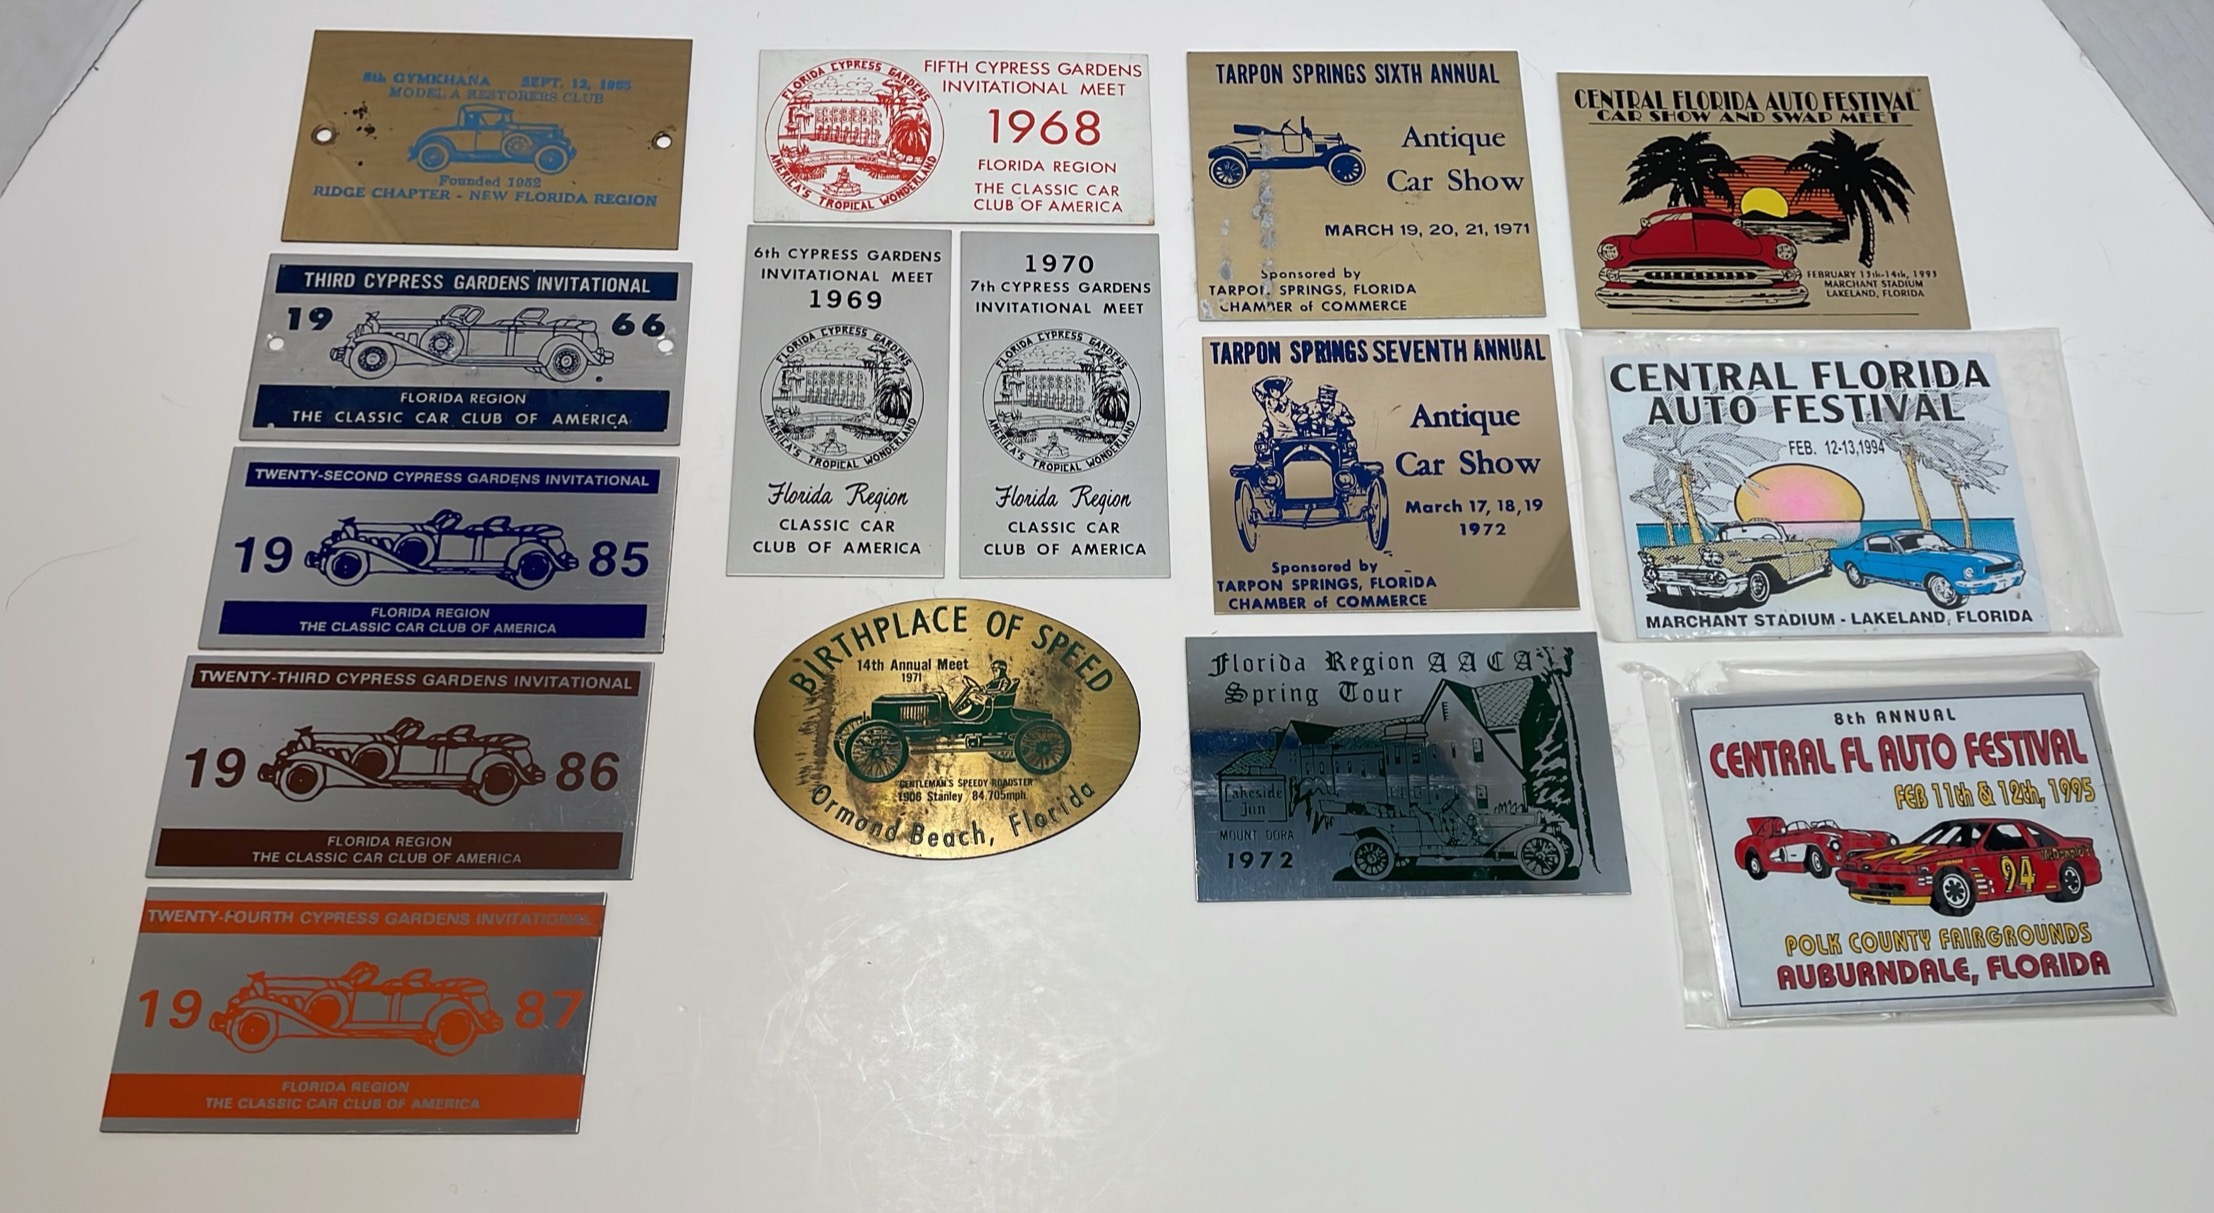 8th GYMKHANA SEPT. 12, 1965
MODEL A RESTORERS CLUB
Founded 1952
RIDGE CHAPTER - NEW FLORIDA REGION
THIRD CYPRESS GARDENS INVITATIONAL
19 66
FLORIDA REGION
THE CLASSIC CAR CLUB OF AMERICA
TWENTY-SECOND CYPRESS GARDENS INVITATIONAL
19 85
FLORIDA REGION
THE CLASSIC CAR CLUB OF AMERICA
TWENTY-THIRD CYPRESS GARDENS INVITATIONAL
19 86
FLORIDA REGION
THE CLASSIC CAR CLUB OF AMERICA
TWENTY-FOURTH CYPRESS GARDENS INVITATIONAL
19 87
FLORIDA REGION
THE CLASSIC CAR CLUB OF AMERICA
FLORIDA CYPRESS GARDENS
AMERICA'S TROPICAL WONDERLAND
FIFTH CYPRESS GARDENS
INVITATIONAL MEET
1968
FLORIDA REGION
THE CLASSIC CAR
CLUB OF AMERICA
6th CYPRESS GARDENS
INVITATIONAL MEET
1969
FLORIDA CYPRESS GARDENS
AMERICA'S TROPICAL WONDERLAND
Florida Region
CLASSIC CAR
CLUB OF AMERICA
1970
7th CYPRESS GARDENS
INVITATIONAL MEET
FLORIDA CYPRESS GARDENS
AMERICA'S TROPICAL WONDERLAND
Florida Region
CLASSIC CAR
CLUB OF AMERICA
BIRTHPLACE OF SPEED
14th Annual Meet
1971
"GENTLEMAN'S SPEEDY ROADSTER
1906 Stanley 84.705mph
Ormond Beach, Florida
TARPON SPRINGS SIXTH ANNUAL
Antique
Car Show
MARCH 19, 20, 21, 1971
Sponsored by
TARPON SPRINGS, FLORIDA
CHAMBER of COMMERCE
TARPON SPRINGS SEVENTH ANNUAL
Antique
Car Show
March 17, 18, 19
1972
Sponsored by
TARPON SPRINGS, FLORIDA
CHAMBER of COMMERCE
Florida Region AACA
Spring Tour
Lakeside
Inn
MOUNT DORA
1972
CENTRAL FLORIDA AUTO FESTIVAL
CAR SHOW AND SWAP MEET
FEBRUARY 13th-14th, 1993
MARCHANT STADIUM
LAKELAND, FLORIDA
CENTRAL FLORIDA
AUTO FESTIVAL
FEB. 12-13,1994
MARCHANT STADIUM - LAKELAND, FLORIDA
8th ANNUAL
CENTRAL FL AUTO FESTIVAL
FEB 11th & 12th, 1995
McDonald's
94
POLK COUNTY FAIRGROUNDS
AUBURNDALE, FLORIDA